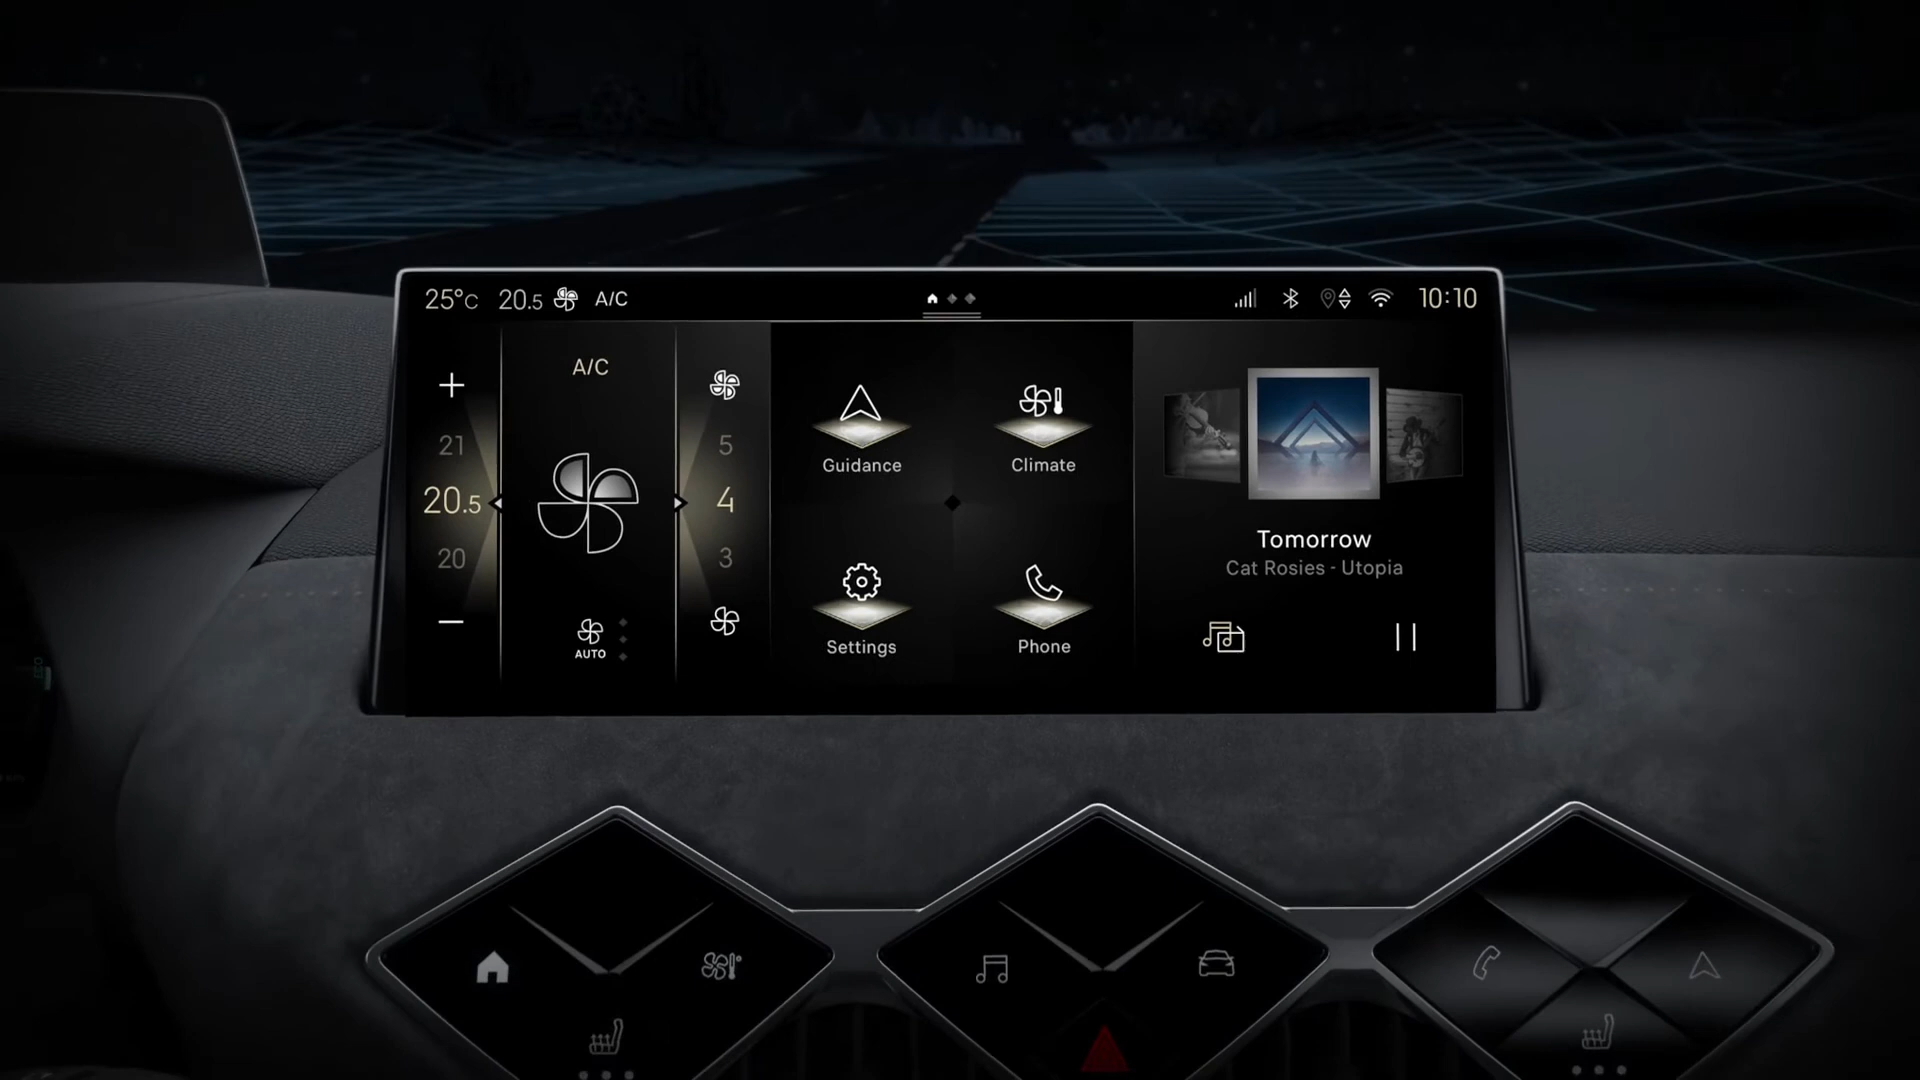 25°C 20.5 A/C
10:10
A/C
21
20.5
20
5
4
3
AUTO
Guidance
Climate
Settings
Phone
Tomorrow
Cat Rosies - Utopia